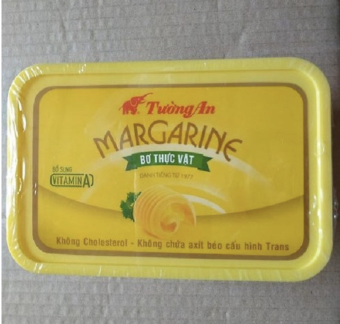 Tường An
MARGARINE
BƠ THỰC VẬT
BỔ SUNG
VITAMIN A
Không Cholesterol - Không chứa axit béo cấu hình Trans